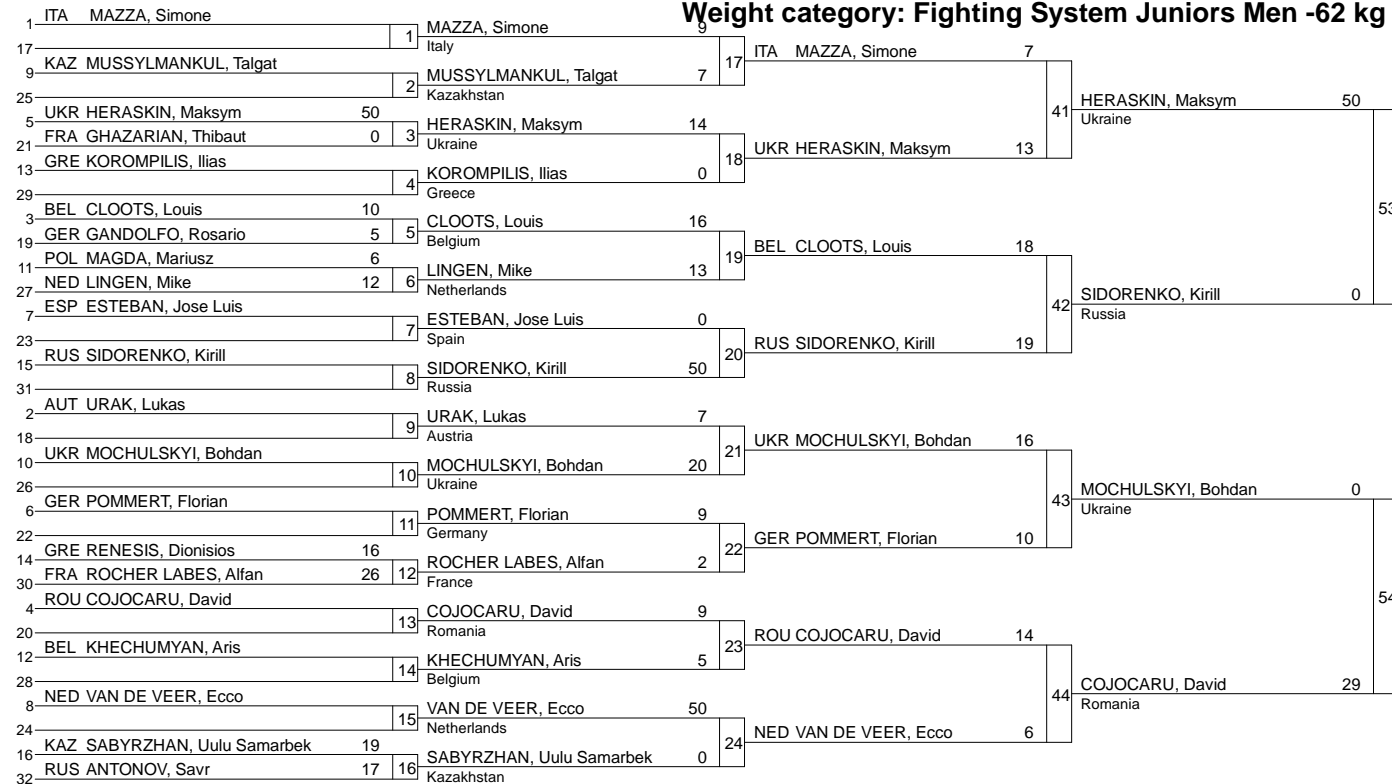 Weight category: Fighting System Juniors Men -62 kg
1 ITA MAZZA, Simone
17
1
9 KAZ MUSSYLMANKUL, Talgat
25
2
5 UKR HERASKIN, Maksym 50
21 FRA GHAZARIAN, Thibaut 0
3
13 GRE KOROMPILIS, Ilias
29
4
3 BEL CLOOTS, Louis 10
19 GER GANDOLFO, Rosario 5
5
11 POL MAGDA, Mariusz 6
27 NED LINGEN, Mike 12
6
7 ESP ESTEBAN, Jose Luis
23
7
15 RUS SIDORENKO, Kirill
31
8
2 AUT URAK, Lukas
18
9
10 UKR MOCHULSKYI, Bohdan
26
10
6 GER POMMERT, Florian
22
11
14 GRE RENESIS, Dionisios 16
30 FRA ROCHER LABES, Alfan 26
12
4 ROU COJOCARU, David
20
13
12 BEL KHECHUMYAN, Aris
28
14
8 NED VAN DE VEER, Ecco
24
15
16 KAZ SABYRZHAN, Uulu Samarbek 19
32 RUS ANTONOV, Savr 17
16
MAZZA, Simone 9
Italy
17
MUSSYLMANKUL, Talgat 7
Kazakhstan
HERASKIN, Maksym 14
Ukraine
18
KOROMPILIS, Ilias 0
Greece
CLOOTS, Louis 16
Belgium
19
LINGEN, Mike 13
Netherlands
ESTEBAN, Jose Luis 0
Spain
20
SIDORENKO, Kirill 50
Russia
URAK, Lukas 7
Austria
21
MOCHULSKYI, Bohdan 20
Ukraine
POMMERT, Florian 9
Germany
22
ROCHER LABES, Alfan 2
France
COJOCARU, David 9
Romania
23
KHECHUMYAN, Aris 5
Belgium
VAN DE VEER, Ecco 50
Netherlands
24
SABYRZHAN, Uulu Samarbek 0
Kazakhstan
ITA MAZZA, Simone 7
41
UKR HERASKIN, Maksym 13
BEL CLOOTS, Louis 18
42
RUS SIDORENKO, Kirill 19
UKR MOCHULSKYI, Bohdan 16
43
GER POMMERT, Florian 10
ROU COJOCARU, David 14
44
NED VAN DE VEER, Ecco 6
HERASKIN, Maksym 50
Ukraine
53
SIDORENKO, Kirill 0
Russia
MOCHULSKYI, Bohdan 0
Ukraine
54
COJOCARU, David 29
Romania